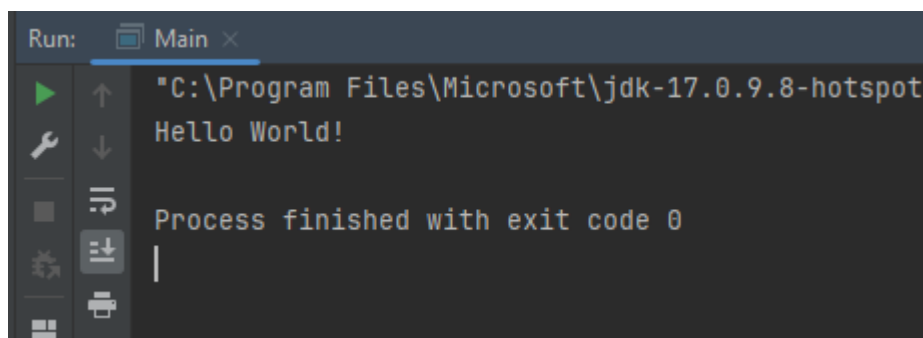 Run: Main
"C:\Program Files\Microsoft\jdk-17.0.9.8-hotspot
Hello World!
Process finished with exit code 0